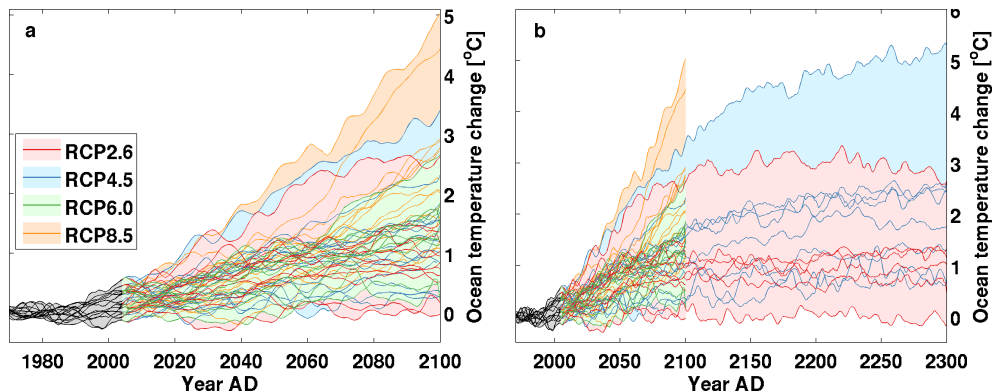 a
5
4
3
2
1
0
Ocean temperature change [°C]
RCP2.6
RCP4.5
RCP6.0
RCP8.5
1980 2000 2020 2040 2060 2080 2100
Year AD
b
6
5
4
3
2
1
0
Ocean temperature change [°C]
2000 2050 2100 2150 2200 2250 2300
Year AD